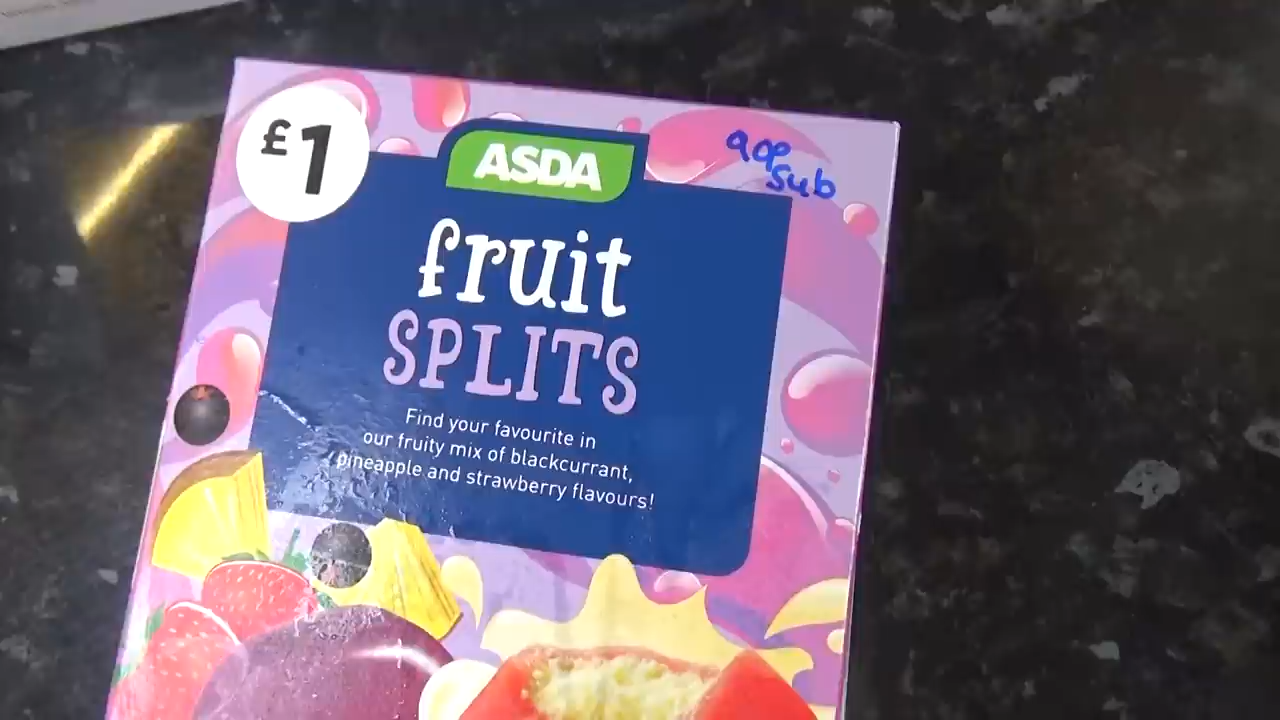 £1
ASDA
90p
sub
fruit
SPLITS
Find your favourite in
our fruity mix of blackcurrant,
pineapple and strawberry flavours!